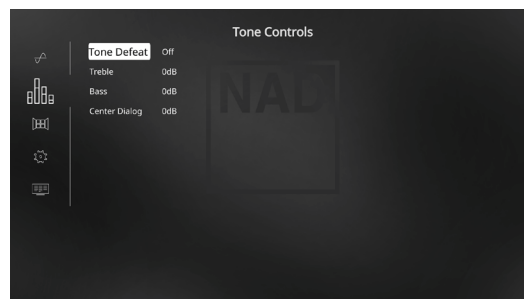 Tone Controls
Tone Defeat Off
Treble 0dB
Bass 0dB
Center Dialog 0dB
NAD